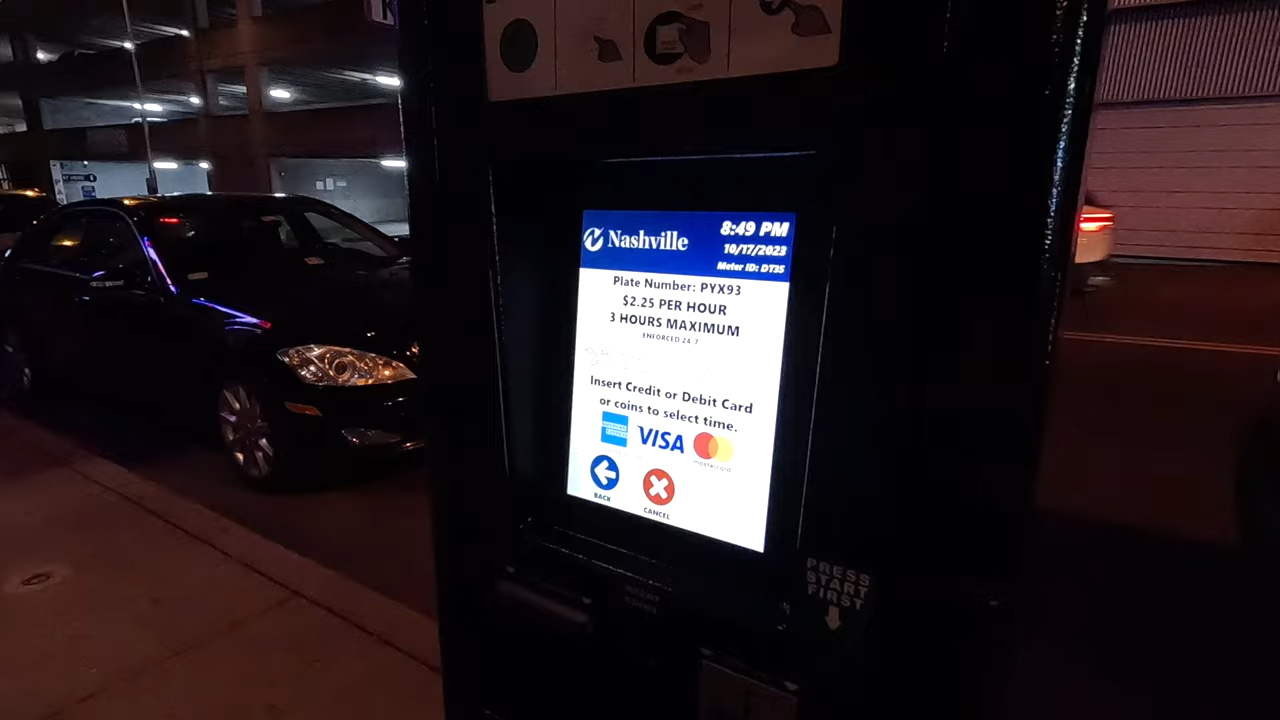 Nashville
8:49 PM
10/17/2023
Meter ID: DT35
Plate Number: PYX93
$2.25 PER HOUR
3 HOURS MAXIMUM
ENFORCED 24 7
Insert Credit or Debit Card
or coins to select time.
AMERICAN
EXPRESS
VISA
mastercard
BACK
CANCEL
PRESS
START
FIRST